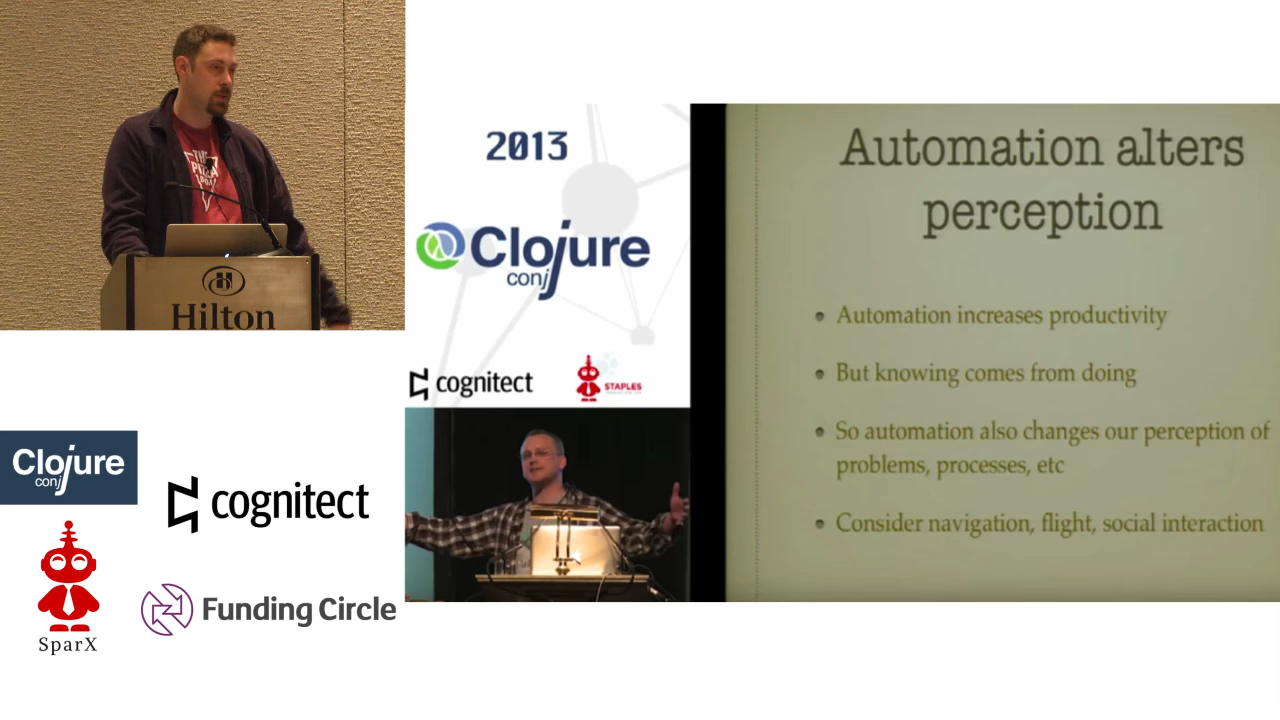 THE
PIZZA
Hilton
Clojure
conj
cognitect
SparX
Funding Circle
2013
Clojure
conj
cognitect
STAPLES
Automation alters
perception
• Automation increases productivity
• But knowing comes from doing
• So automation also changes our perception of
problems, processes, etc
• Consider navigation, flight, social interaction